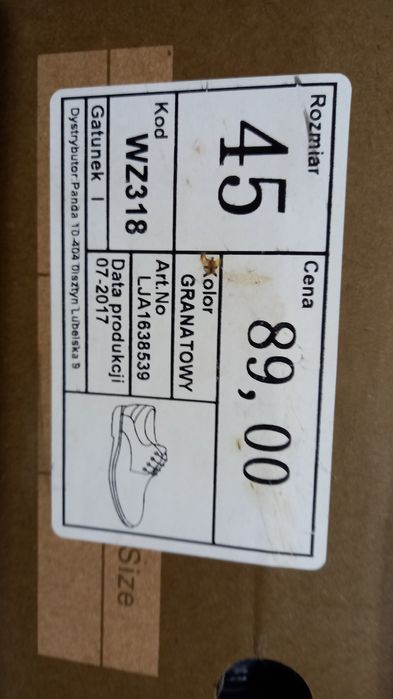 Rozmiar
45
Cena
89,00
Kod
WZ318
Kolor
GRANATOWY
Art.No
LJA1638539
Gatunek I
Data produkcji
07-2017
Dystrybutor:Panda 10-404 Olsztyn Lubelska 9
Size